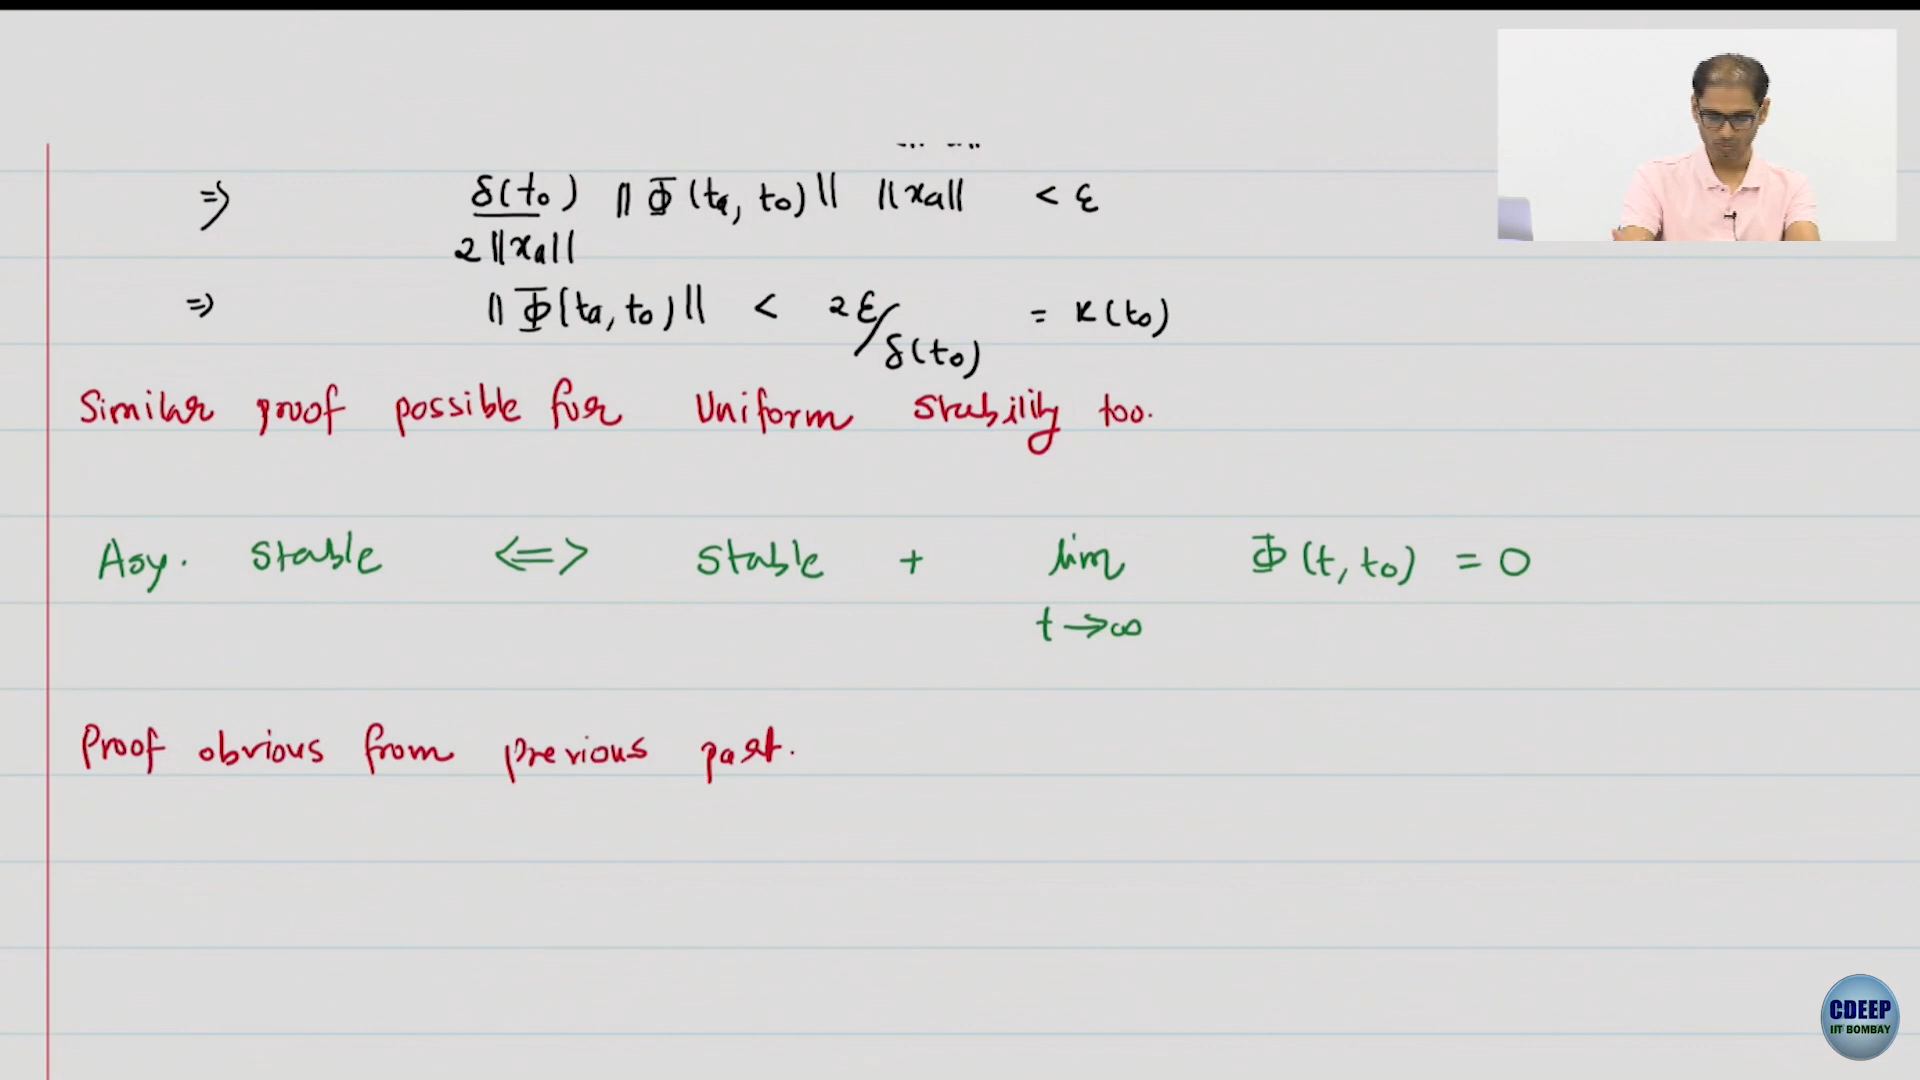 ⇒ δ(t₀) ‖Φ(tₐ, t₀)‖ ‖xₐ‖ < ε
2 ‖xₐ‖
⇒ ‖Φ(tₐ, t₀)‖ < 2ε/δ(t₀) = K(t₀)
Similar proof possible for Uniform stability too.
Asy. stable <=> stable + lim Φ(t, t₀) = 0
t→∞
Proof obvious from previous part.
CDEEP
IIT BOMBAY